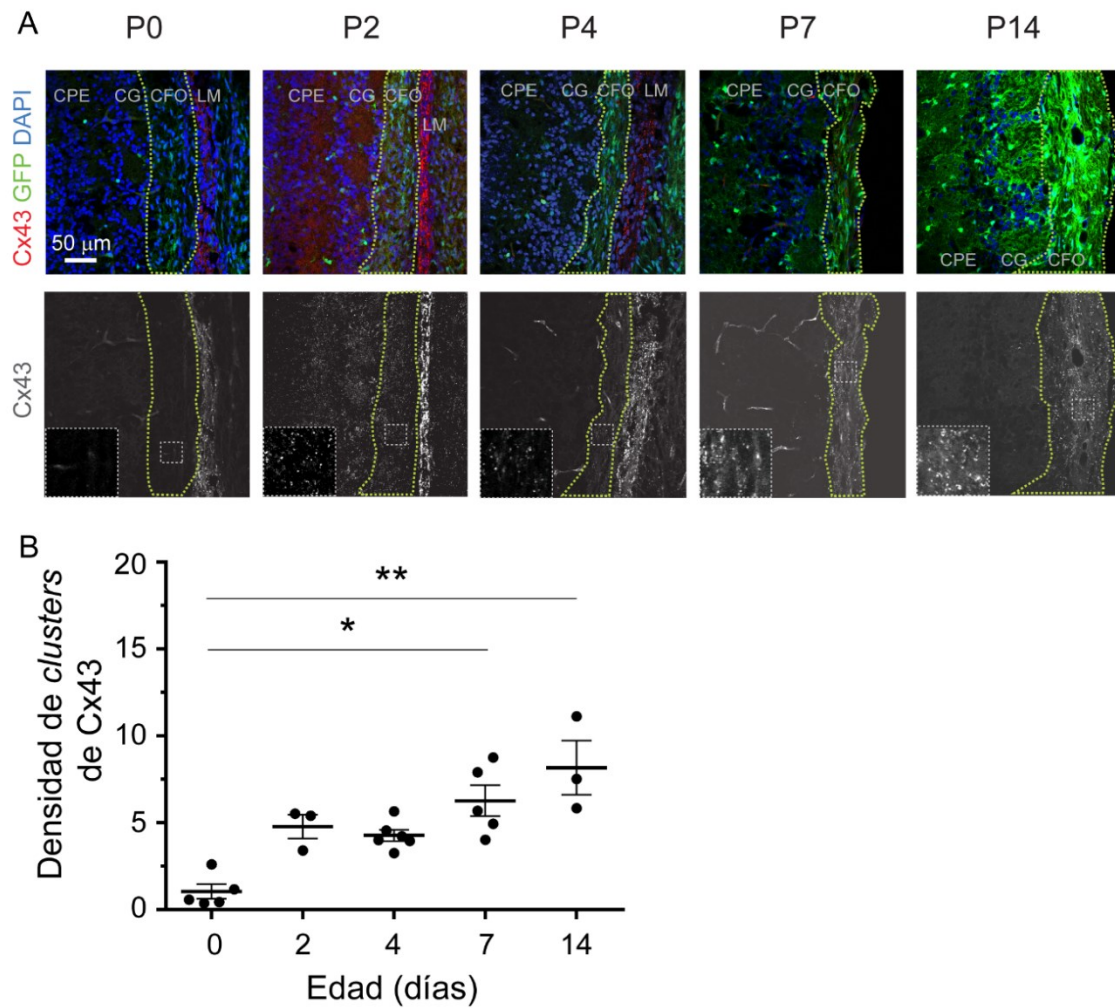 A
P0 P2 P4 P7 P14
Cx43 GFP DAPI
CPE CG CFO LM
CPE CG CFO
LM
CPE CG CFO LM
CPE CG CFO
CPE CG CFO
50 μm
Cx43
B
Densidad de clusters
de Cx43
20
15
10
5
0
**
*
0 2 4 7 14
Edad (días)